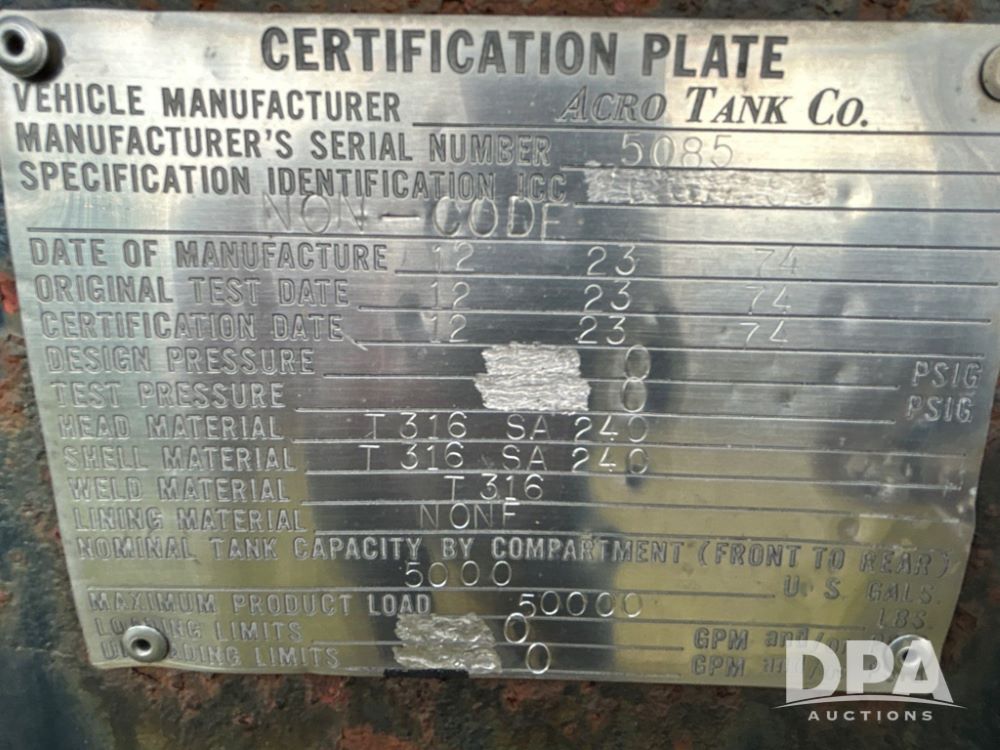 CERTIFICATION PLATE
VEHICLE MANUFACTURER ACRO TANK CO.
MANUFACTURER'S SERIAL NUMBER 5085
SPECIFICATION IDENTIFICATION ICC
NON-CODE
DATE OF MANUFACTURE 12 23 74
ORIGINAL TEST DATE 12 23 74
CERTIFICATION DATE 12 23 74
DESIGN PRESSURE 0 PSIG
TEST PRESSURE 0 PSIG
HEAD MATERIAL T 316 SA 240
SHELL MATERIAL T 316 SA 240
WELD MATERIAL T 316
LINING MATERIAL NONE
NOMINAL TANK CAPACITY BY COMPARTMENT (FRONT TO REAR)
5000 U.S. GALS.
MAXIMUM PRODUCT LOAD 50000 LBS.
LOADING LIMITS 0 GPM and/or
LIMITS 0 GPM
DPA
AUCTIONS